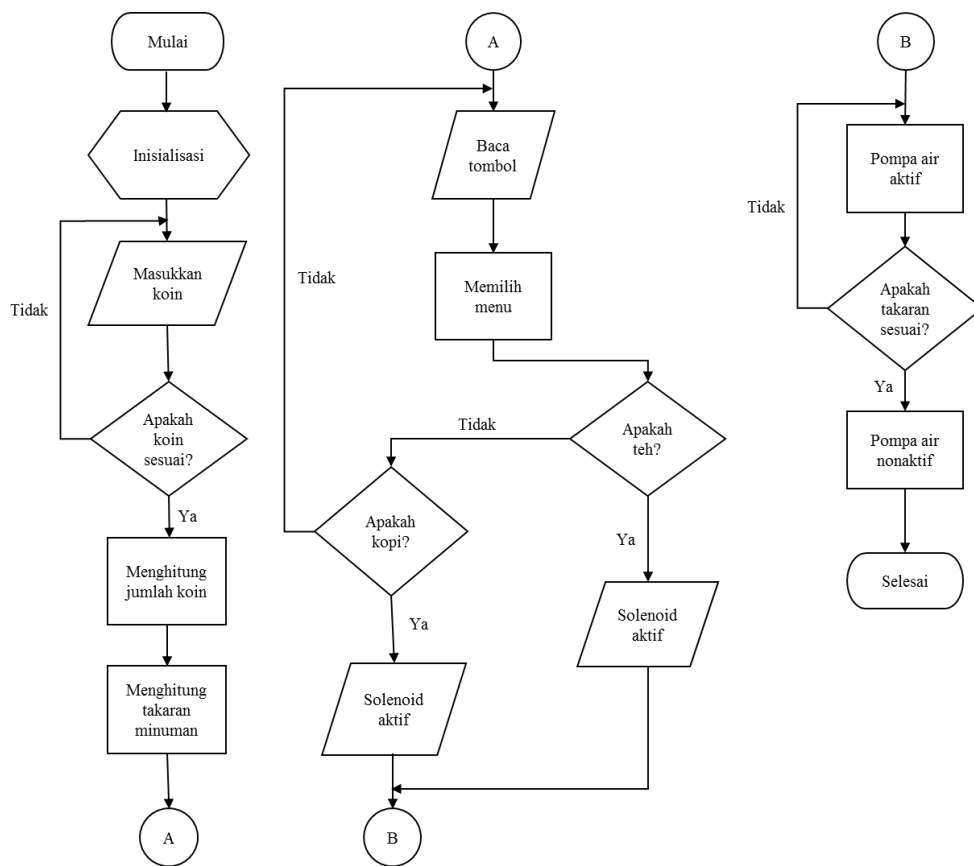 Mulai
Inisialisasi
Masukkan
koin
Tidak
Apakah
koin
sesuai?
Ya
Menghitung
jumlah koin
Menghitung
takaran
minuman
A
A
Baca
tombol
Tidak
Memilih
menu
Tidak
Apakah
teh?
Apakah
kopi?
Ya
Ya
Solenoid
aktif
Solenoid
aktif
B
B
Pompa air
aktif
Tidak
Apakah
takaran
sesuai?
Ya
Pompa air
nonaktif
Selesai